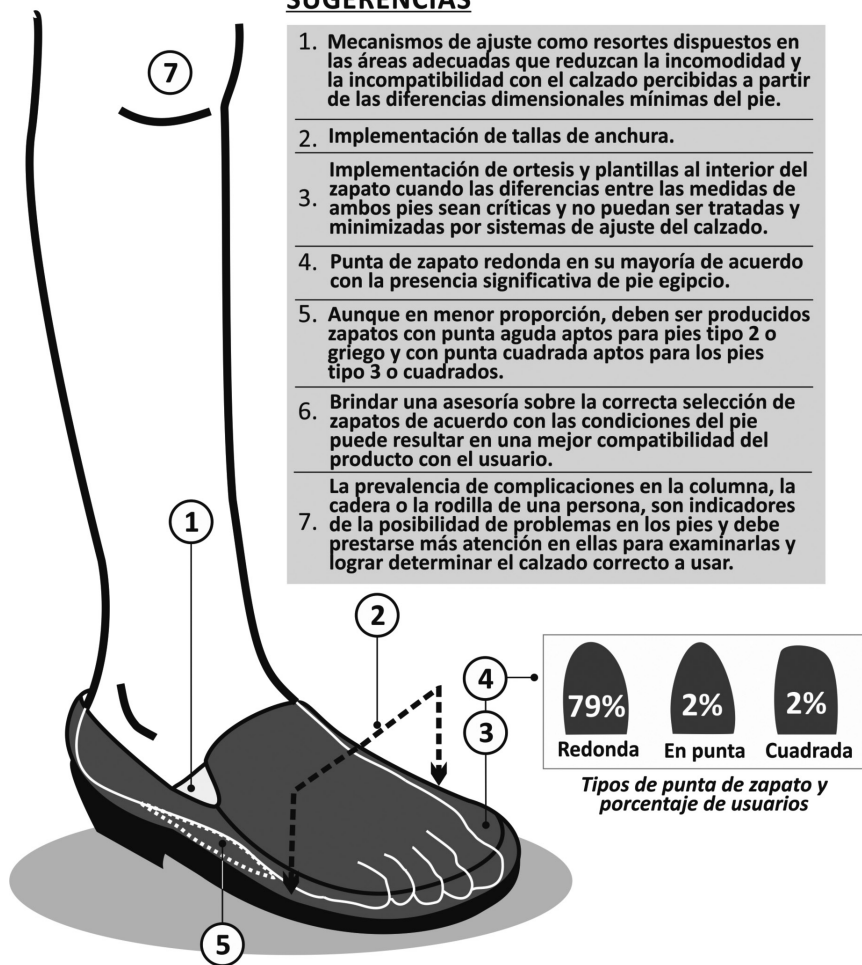 SUGERENCIAS
1. Mecanismos de ajuste como resortes dispuestos en
las áreas adecuadas que reduzcan la incomodidad y
la incompatibilidad con el calzado percibidas a partir
de las diferencias dimensionales mínimas del pie.
2. Implementación de tallas de anchura.
Implementación de ortesis y plantillas al interior del
zapato cuando las diferencias entre las medidas de
3. ambos pies sean críticas y no puedan ser tratadas y
minimizadas por sistemas de ajuste del calzado.
4. Punta de zapato redonda en su mayoría de acuerdo
con la presencia significativa de pie egipcio.
5. Aunque en menor proporción, deben ser producidos
zapatos con punta aguda aptos para pies tipo 2 o
griego y con punta cuadrada aptos para los pies
tipo 3 o cuadrados.
6. Brindar una asesoría sobre la correcta selección de
zapatos de acuerdo con las condiciones del pie
puede resultar en una mejor compatibilidad del
producto con el usuario.
La prevalencia de complicaciones en la columna, la
cadera o la rodilla de una persona, son indicadores
7. de la posibilidad de problemas en los pies y debe
prestarse más atención en ellas para examinarlas y
lograr determinar el calzado correcto a usar.
7
1
2
4
3
5
79% 2% 2%
Redonda En punta Cuadrada
Tipos de punta de zapato y
porcentaje de usuarios